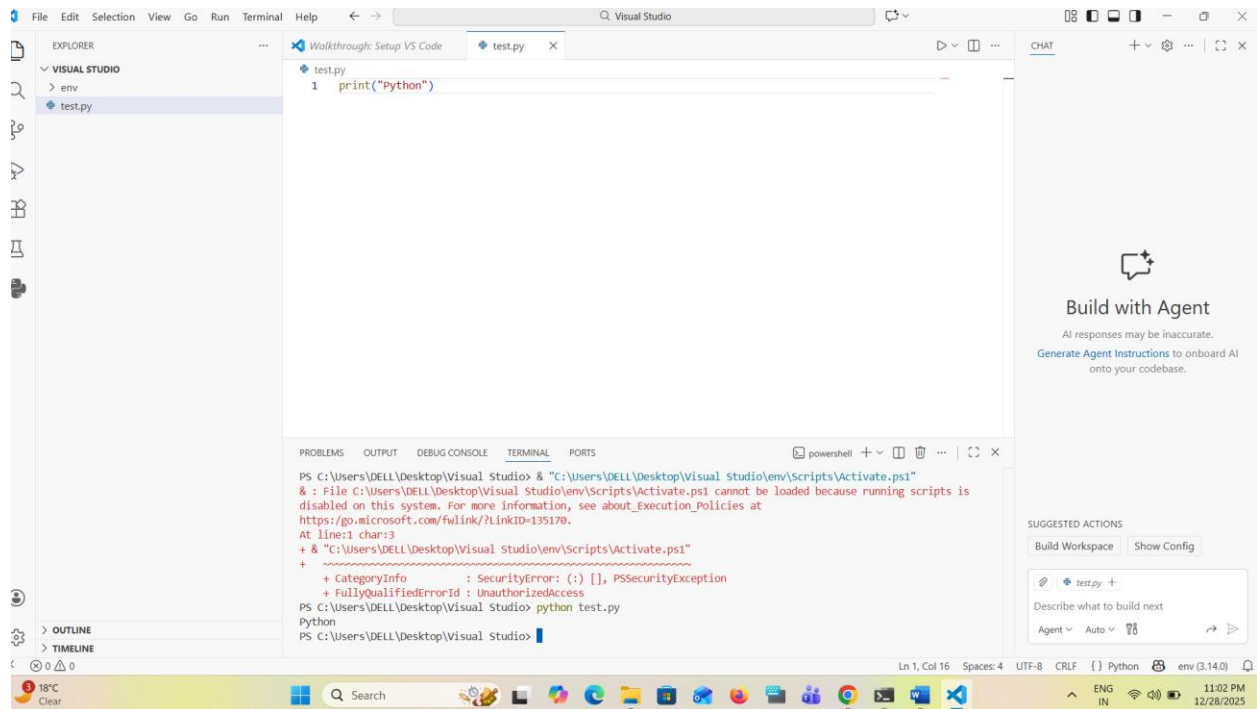 File Edit Selection View Go Run Terminal Help
Visual Studio
EXPLORER
VISUAL STUDIO
env
test.py
OUTLINE
TIMELINE
Walkthrough: Setup VS Code
test.py
test.py
1 print("Python")
PROBLEMS OUTPUT DEBUG CONSOLE TERMINAL PORTS
powershell
PS C:\Users\DELL\Desktop\Visual Studio> & "C:\Users\DELL\Desktop\Visual Studio\env\Scripts\Activate.ps1"
& : File C:\Users\DELL\Desktop\Visual Studio\env\Scripts\Activate.ps1 cannot be loaded because running scripts is
disabled on this system. For more information, see about_Execution_Policies at
https:/go.microsoft.com/fwlink/?LinkID=135170.
At line:1 char:3
+ & "C:\Users\DELL\Desktop\Visual Studio\env\Scripts\Activate.ps1"
+ ~~~~~~~~~~~~~~~~~~~~~~~~~~~~~~~~~~~~~~~~~~~~~~~~~~~~~~~~~~~~~~
+ CategoryInfo : SecurityError: (:) [], PSSecurityException
+ FullyQualifiedErrorId : UnauthorizedAccess
PS C:\Users\DELL\Desktop\Visual Studio> python test.py
Python
PS C:\Users\DELL\Desktop\Visual Studio>
CHAT
Build with Agent
AI responses may be inaccurate.
Generate Agent Instructions to onboard AI
onto your codebase.
SUGGESTED ACTIONS
Build Workspace Show Config
test.py
Describe what to build next
Agent Auto
0 0
Ln 1, Col 16 Spaces: 4 UTF-8 CRLF { } Python env (3.14.0)
3
18°C
Clear
Search
ENG
IN
11:02 PM
12/28/2025